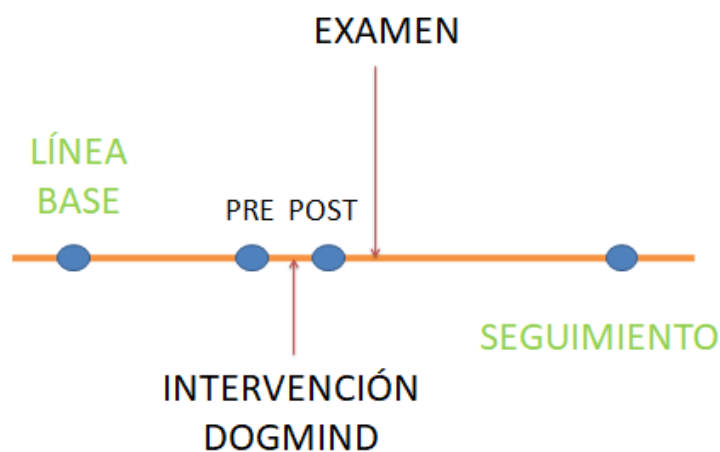 EXAMEN
LÍNEA
BASE
PRE POST
SEGUIMIENTO
INTERVENCIÓN
DOGMIND